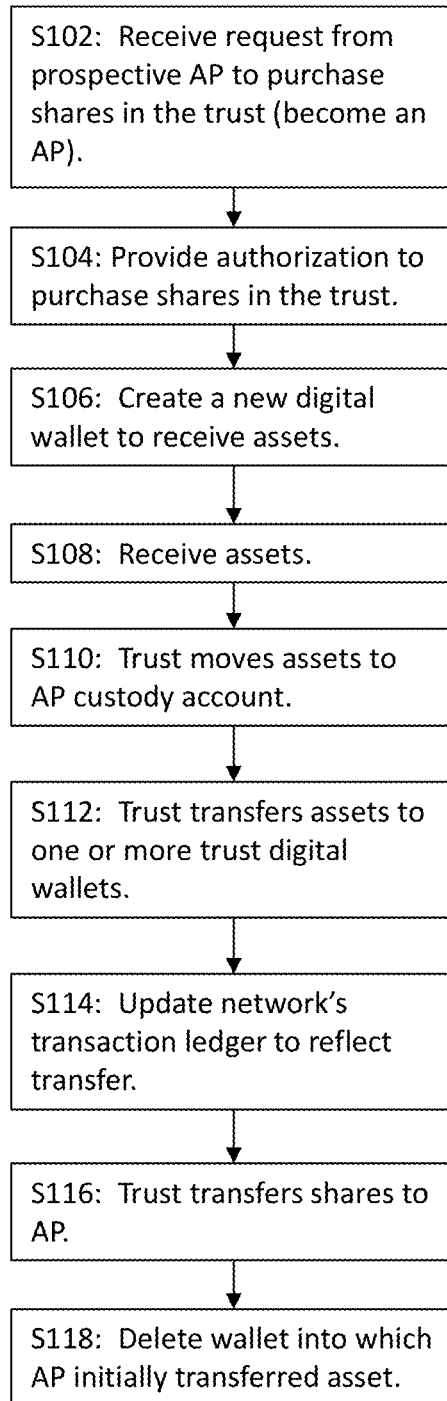 S102: Receive request from
prospective AP to purchase
shares in the trust (become an
AP).
S104: Provide authorization to
purchase shares in the trust.
S106: Create a new digital
wallet to receive assets.
S108: Receive assets.
S110: Trust moves assets to
AP custody account.
S112: Trust transfers assets to
one or more trust digital
wallets.
S114: Update network's
transaction ledger to reflect
transfer.
S116: Trust transfers shares to
AP.
S118: Delete wallet into which
AP initially transferred asset.